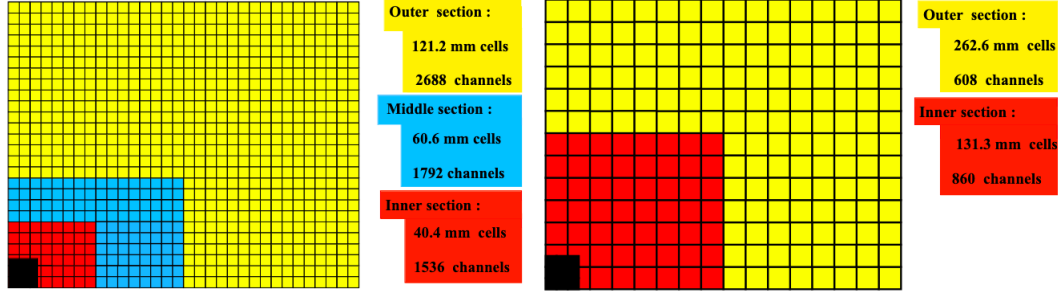 Outer section :
121.2 mm cells
2688 channels
Middle section :
60.6 mm cells
1792 channels
Inner section :
40.4 mm cells
1536 channels
Outer section :
262.6 mm cells
608 channels
Inner section :
131.3 mm cells
860 channels